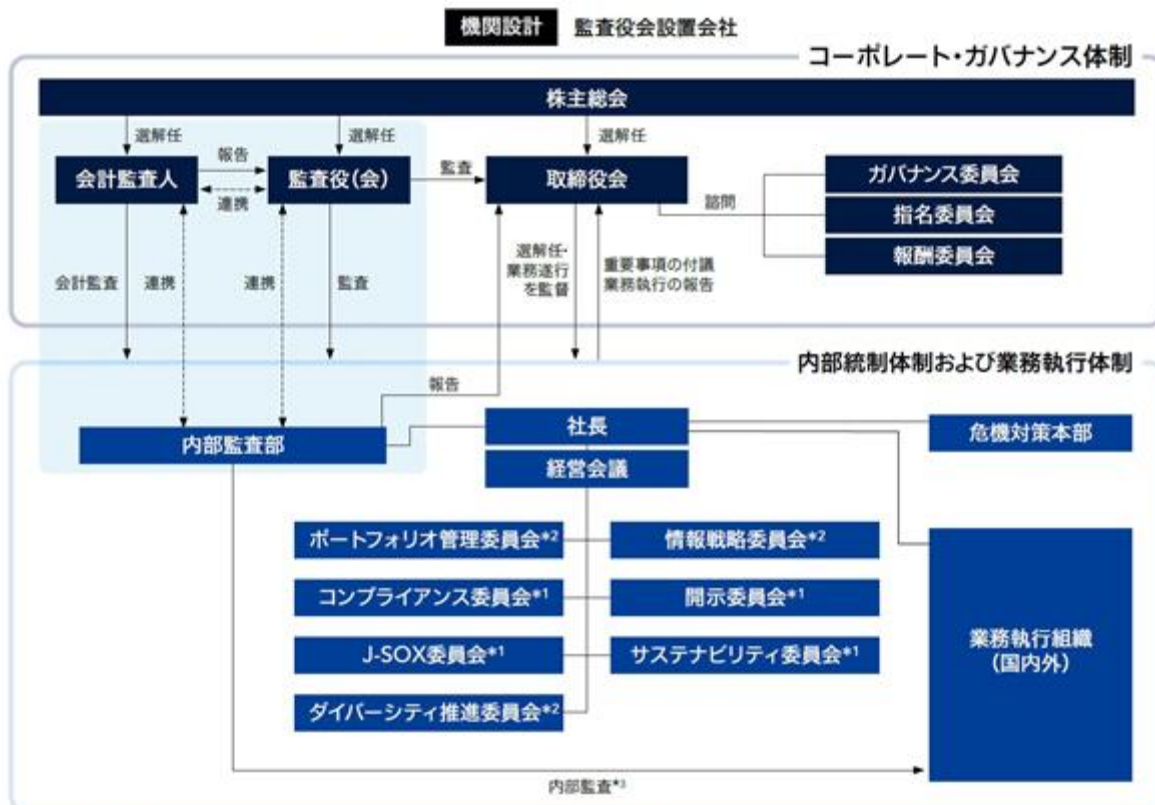 機関設計 監査役会設置会社
コーポレート・ガバナンス体制
株主総会
選解任
選解任
選解任
会計監査人
報告
連携
監査役(会)
監査
取締役会
諮問
ガバナンス委員会
指名委員会
報酬委員会
会計監査
連携
連携
監査
選解任・
業務遂行
を監督
重要事項の付議
業務執行の報告
内部統制体制および業務執行体制
報告
内部監査部
社長
経営会議
危機対策本部
ポートフォリオ管理委員会*2
情報戦略委員会*2
コンプライアンス委員会*1
開示委員会*1
J-SOX委員会*1
サステナビリティ委員会*1
ダイバーシティ推進委員会*2
業務執行組織
(国内外)
内部監査*3